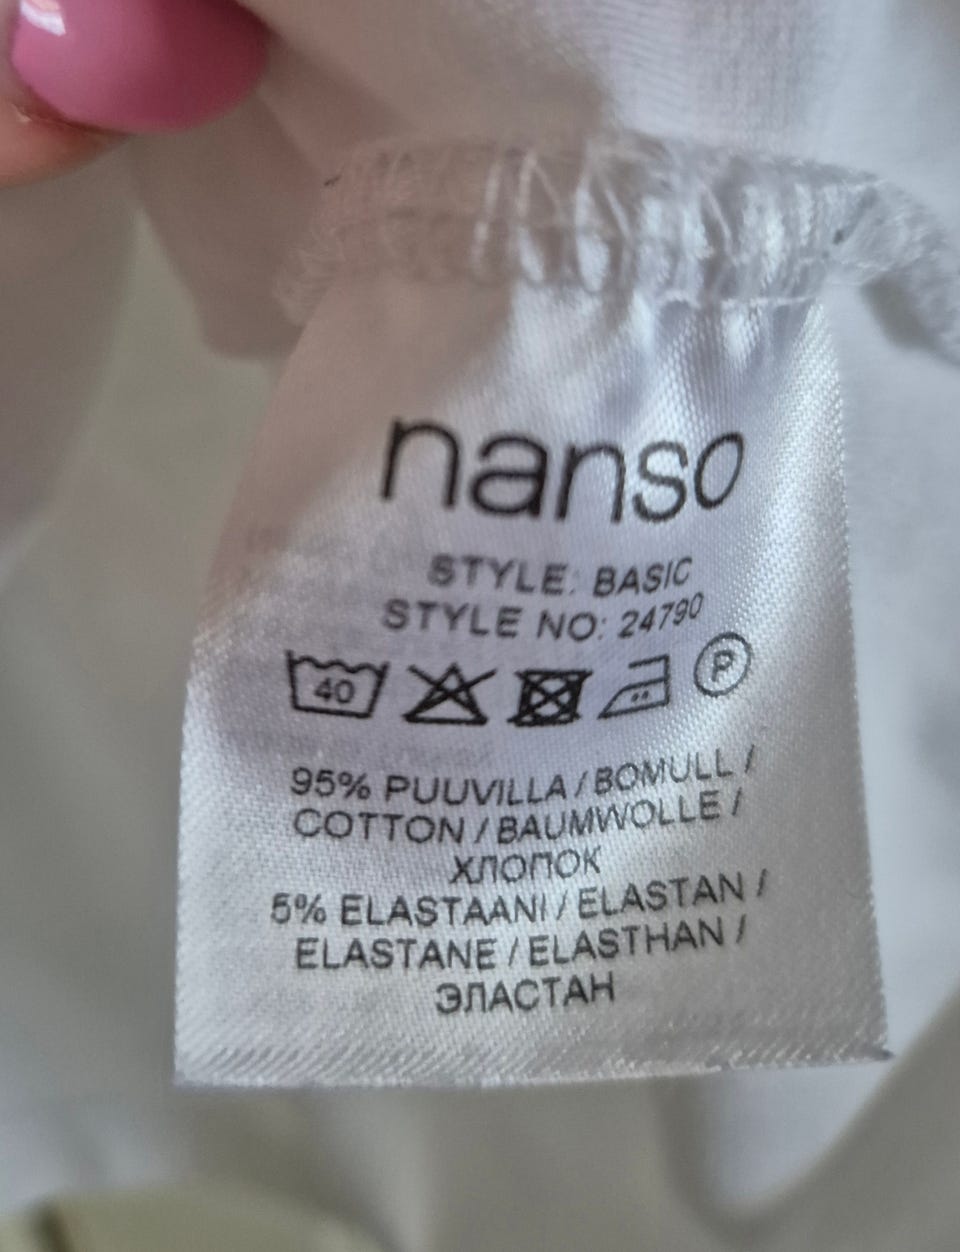 nanso
STYLE: BASIC
STYLE NO: 24790
40 P
95% PUUVILLA / BOMULL /
COTTON / BAUMWOLLE /
ХЛОПОК
5% ELASTAANI / ELASTAN /
ELASTANE / ELASTHAN /
ЭЛАСТАН